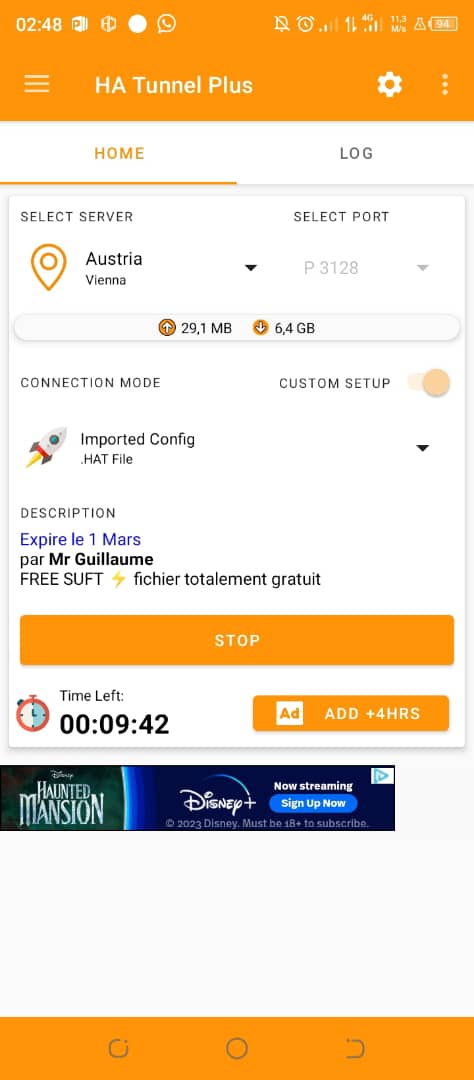 02:48
4G
11,3 M/s
94
HA Tunnel Plus
HOME LOG
SELECT SERVER SELECT PORT
Austria P 3128
Vienna
29,1 MB 6,4 GB
CONNECTION MODE CUSTOM SETUP
Imported Config
.HAT File
DESCRIPTION
Expire le 1 Mars
par Mr Guillaume
FREE SUFT ⚡ fichier totalement gratuit
STOP
Time Left:
00:09:42
Ad ADD +4HRS
Disney
HAUNTED
MANSION
Disney+
Now streaming
Sign Up Now
© 2023 Disney. Must be 18+ to subscribe.